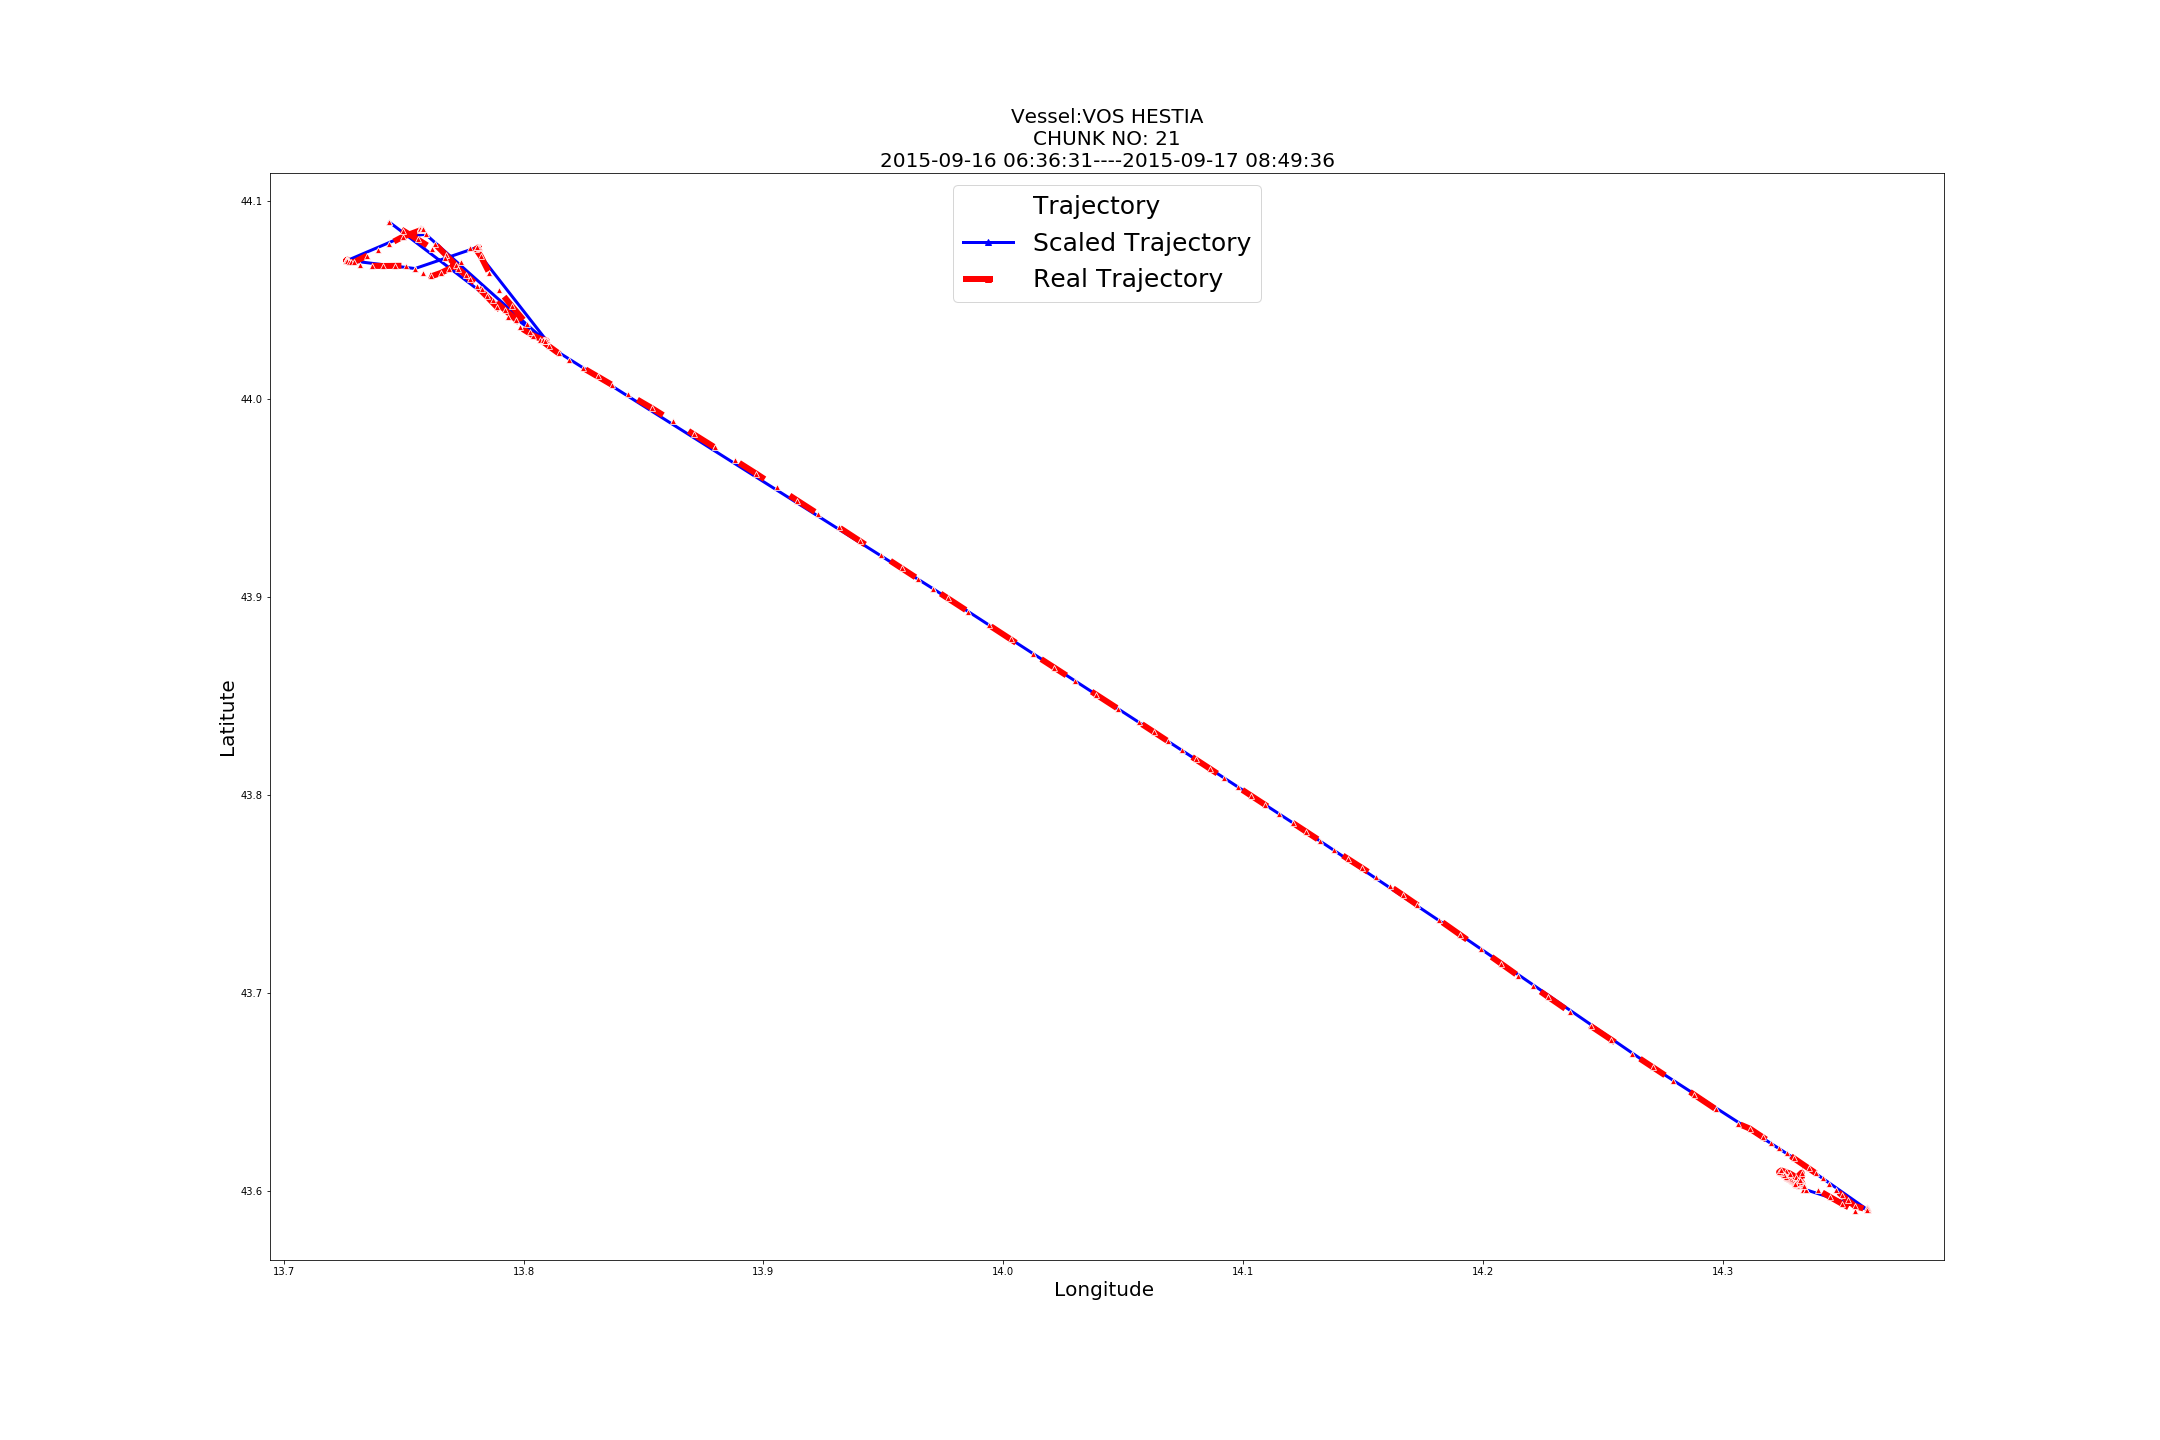 Vessel:VOS HESTIA
CHUNK NO: 21
2015-09-16 06:36:31----2015-09-17 08:49:36
Trajectory
Scaled Trajectory
Real Trajectory
Latitute
44.1
44.0
43.9
43.8
43.7
43.6
13.7 13.8 13.9 14.0 14.1 14.2 14.3
Longitude